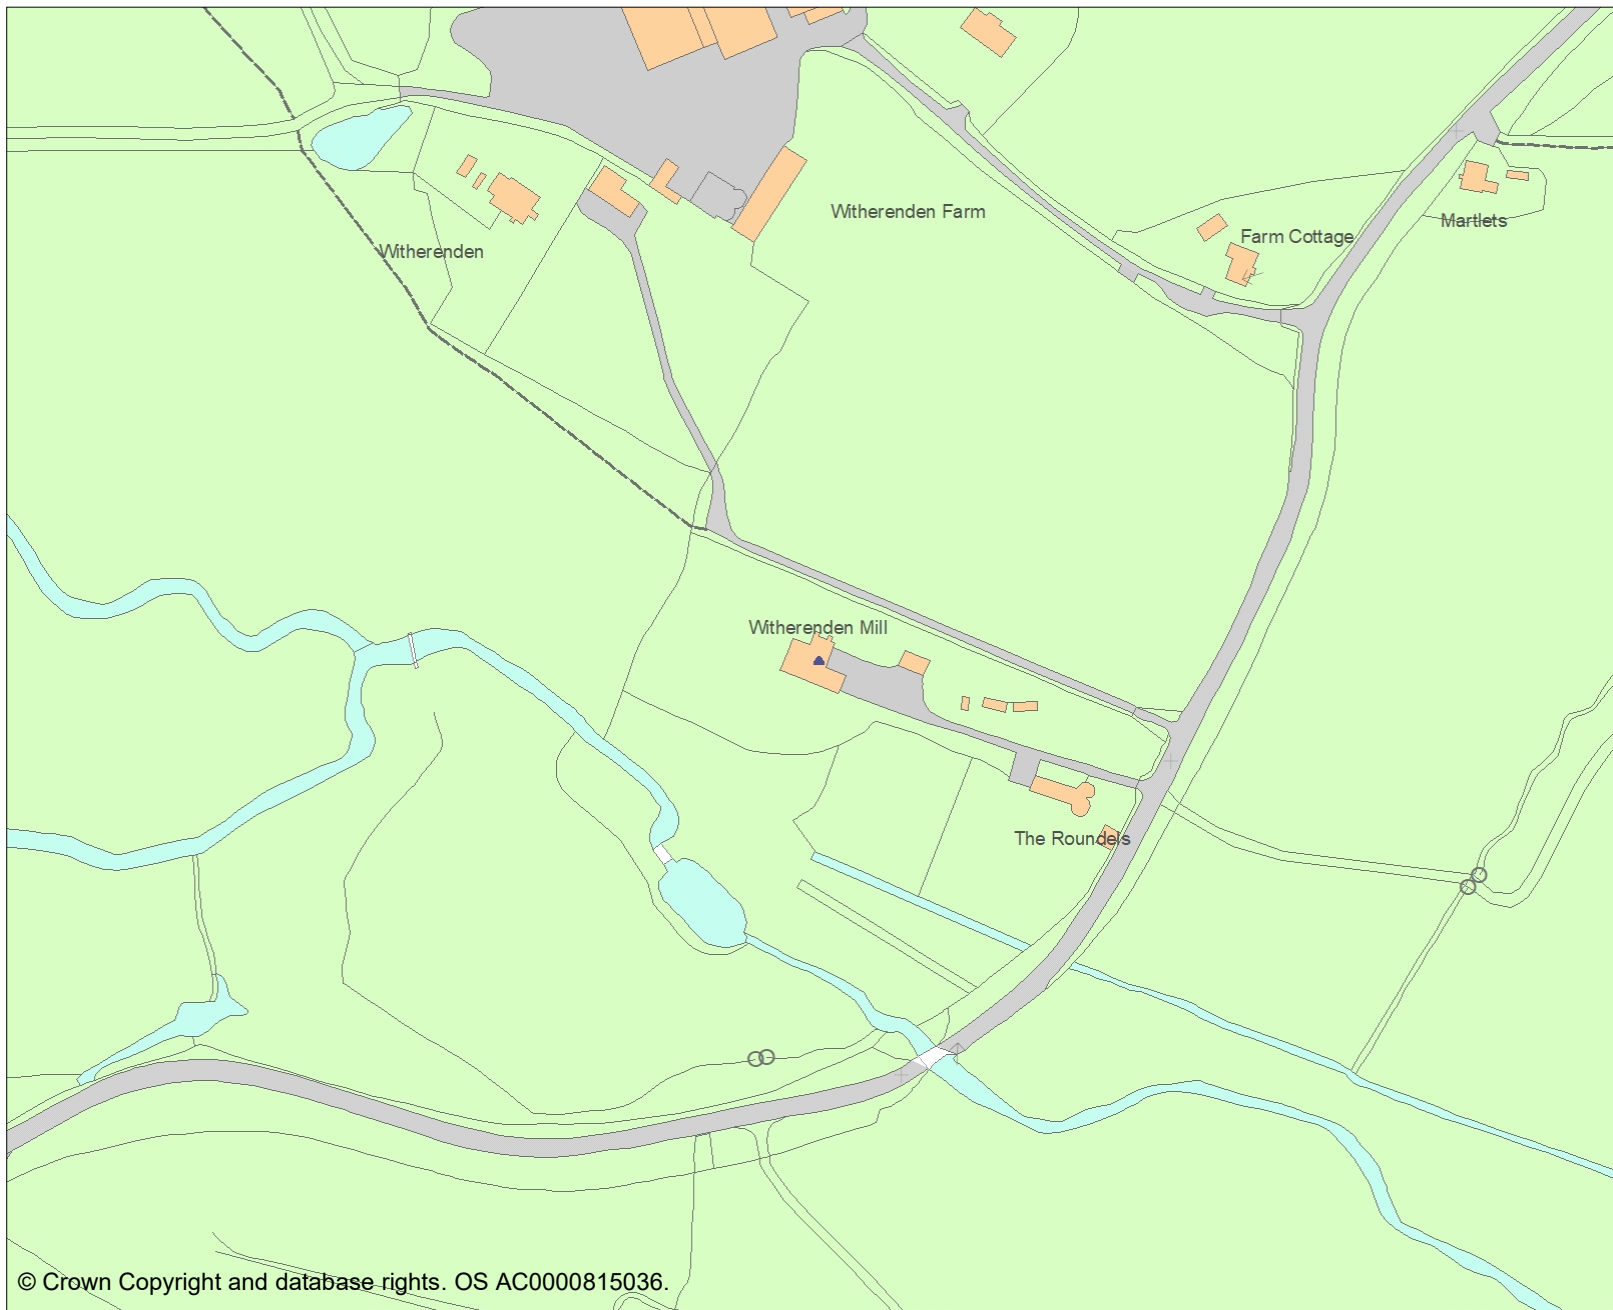 Witherenden Farm
Martlets
Farm Cottage
Witherenden
Witherenden Mill
The Roundels
© Crown Copyright and database rights. OS AC0000815036.